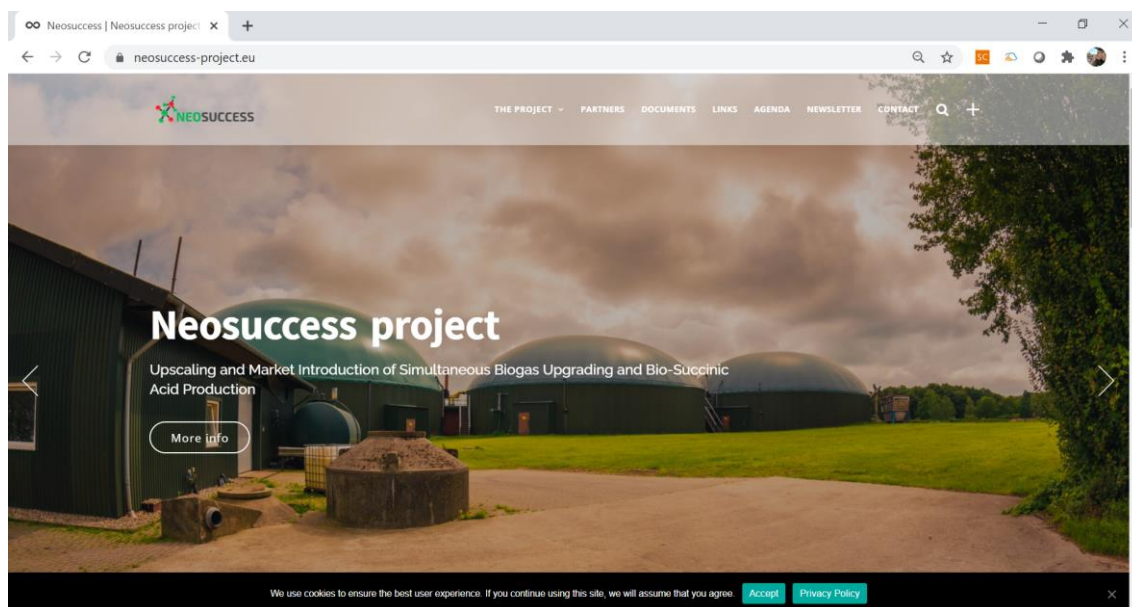 Neosuccess | Neosuccess project
neosuccess-project.eu
SC
NEOSUCCESS
THE PROJECT PARTNERS DOCUMENTS LINKS AGENDA NEWSLETTER CONTACT
Neosuccess project
Upscaling and Market Introduction of Simultaneous Biogas Upgrading and Bio-Succinic
Acid Production
More info
We use cookies to ensure the best user experience. If you continue using this site, we will assume that you agree. Accept Privacy Policy